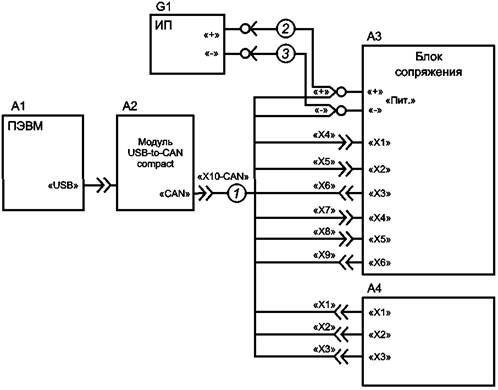 G1
ИП
«+»
2
«-»
3
A3
Блок
сопряжения
«+»
«+»
«Пит.»
«-»
«-»
A1
ПЭВМ
«USB»
A2
Модуль
USB-to-CAN
compact
«CAN»
«X10-CAN»
1
«X4»
«X1»
«X5»
«X2»
«X6»
«X3»
«X7»
«X4»
«X8»
«X5»
«X9»
«X6»
A4
«X1»
«X1»
«X2»
«X2»
«X3»
«X3»